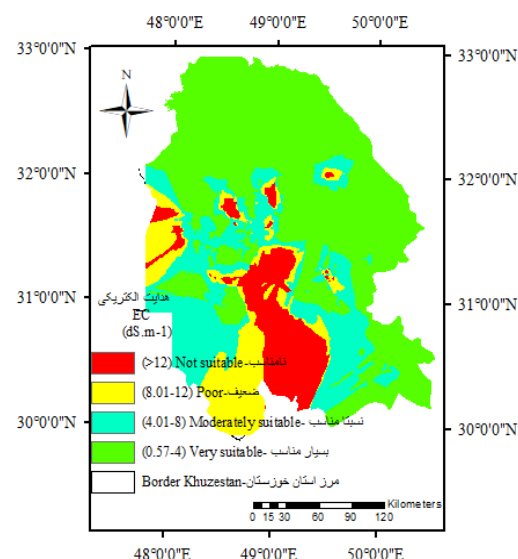 48°0'0"E 49°0'0"E 50°0'0"E
33°0'0"N 33°0'0"N
N
32°0'0"N 32°0'0"N
31°0'0"N 31°0'0"N
هدایت الکتریکی
EC
(dS.m-1)
(>12) Not suitable-نامناسب
(8.01-12) Poor-ضعیف
(4.01-8) Moderately suitable- نسبتا مناسب
30°0'0"N 30°0'0"N
(0.57-4) Very suitable- بسیار مناسب
Border Khuzestan-مرز استان خوزستان
Kilometers
0 15 30 60 90 120
48°0'0"E 49°0'0"E 50°0'0"E